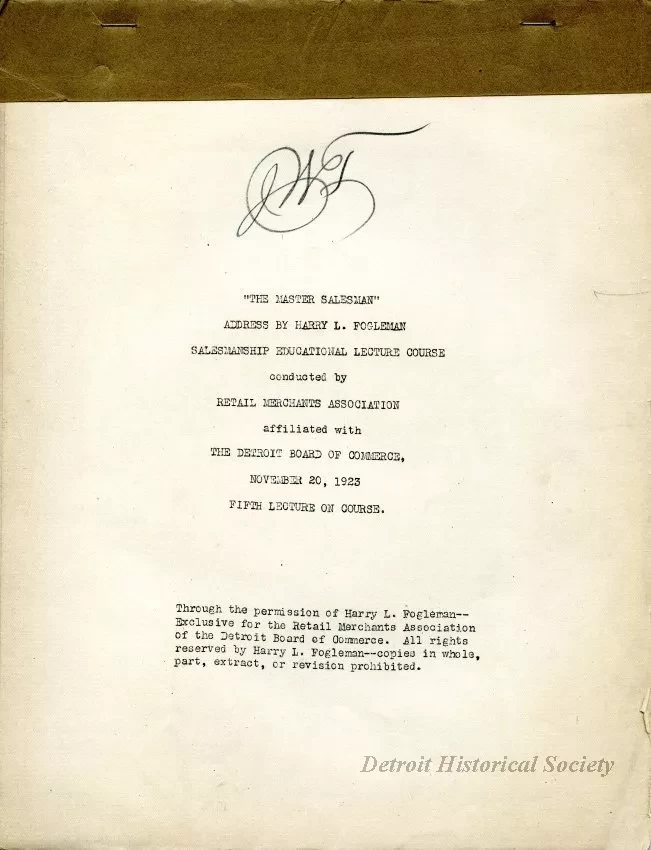 JWT
"THE MASTER SALESMAN"
ADDRESS BY HARRY L. FOGLEMAN
SALESMANSHIP EDUCATIONAL LECTURE COURSE
conducted by
RETAIL MERCHANTS ASSOCIATION
affiliated with
THE DETROIT BOARD OF COMMERCE,
NOVEMBER 20, 1923
FIFTH LECTURE ON COURSE.
Through the permission of Harry L. Fogleman--
Exclusive for the Retail Merchants Association
of the Detroit Board of Commerce. All rights
reserved by Harry L. Fogleman--copies in whole,
part, extract, or revision prohibited.
Detroit Historical Society